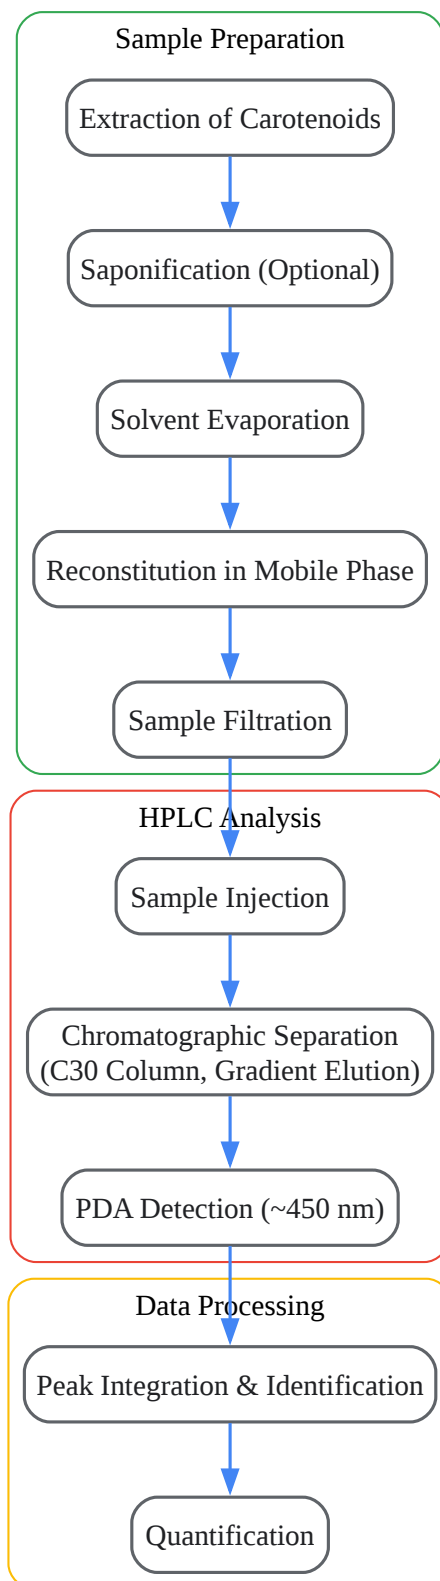 Sample Preparation
Extraction of Carotenoids
Saponification (Optional)
Solvent Evaporation
Reconstitution in Mobile Phase
Sample Filtration
HPLC Analysis
Sample Injection
Chromatographic Separation
(C30 Column, Gradient Elution)
PDA Detection (~450 nm)
Data Processing
Peak Integration & Identification
Quantification